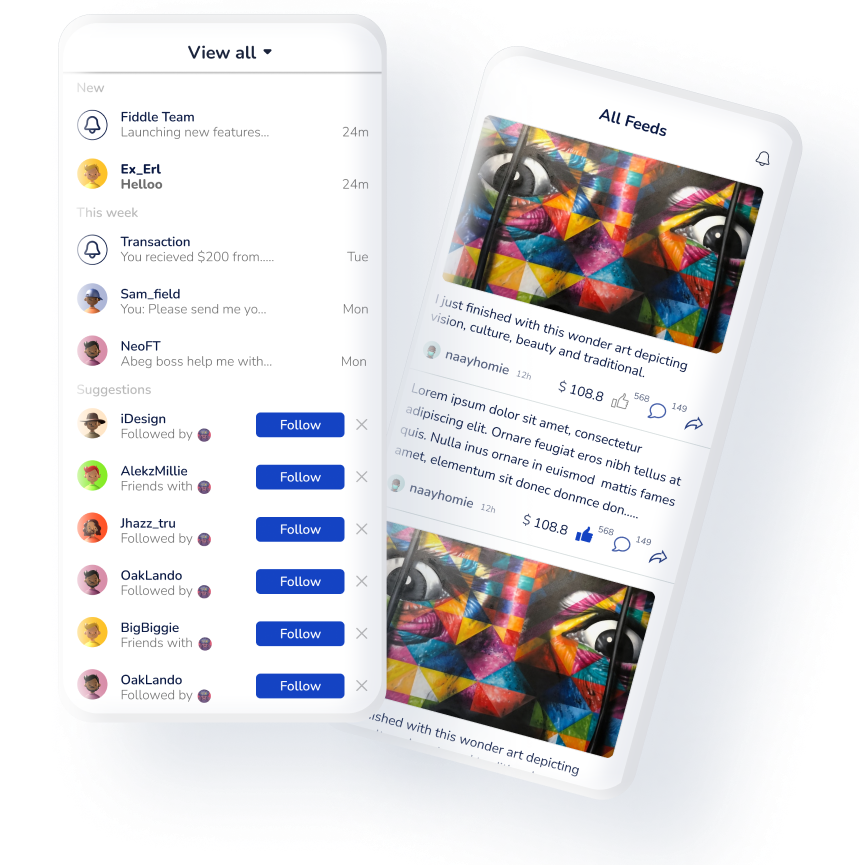 View all
New
Fiddle Team
Launching new features...
24m
Ex_Erl
Helloo
24m
This week
Transaction
You recieved $200 from.....
Tue
Sam_field
You: Please send me yo...
Mon
NeoFT
Abeg boss help me with...
Mon
Suggestions
iDesign
Followed by
Follow
AlekzMillie
Friends with
Follow
Jhazz_tru
Followed by
Follow
OakLando
Followed by
Follow
BigBiggie
Friends with
Follow
OakLando
Followed by
Follow
All Feeds
I just finished with this wonder art depicting
vision, culture, beauty and traditional.
naayhomie 12h
$ 108.8 568 149
Lorem ipsum dolor sit amet, consectetur
adipiscing elit. Ornare feugiat eros nibh tellus at
quis. Nulla inus ornare in euismod mattis fames
amet, elementum sit donec donmce don.....
naayhomie 12h
$ 108.8 568 149
with this wonder art depicting